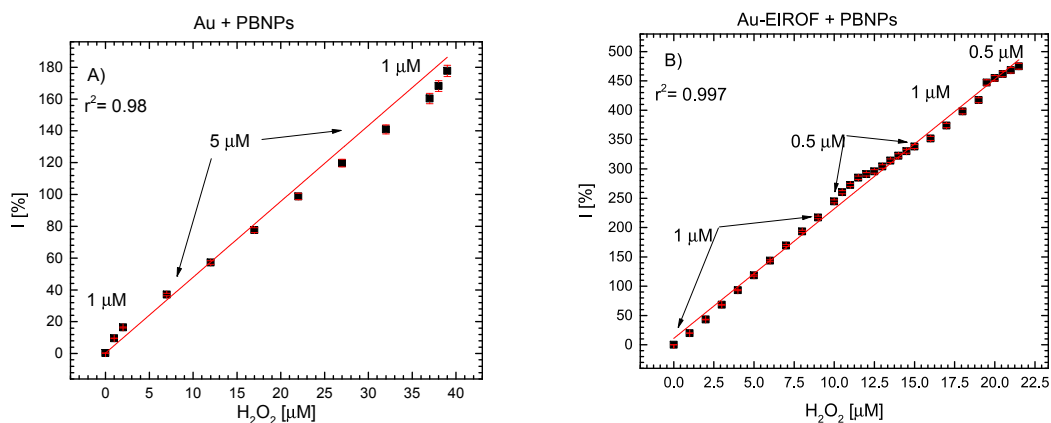 Au + PBNPs
A)
r²= 0.98
1 μM
5 μM
1 μM
I [%]
180
160
140
120
100
80
60
40
20
0
0 5 10 15 20 25 30 35 40
H₂O₂ [μM]
Au-EIROF + PBNPs
B)
r²= 0.997
0.5 μM
1 μM
0.5 μM
1 μM
I [%]
500
450
400
350
300
250
200
150
100
50
0
0.0 2.5 5.0 7.5 10.0 12.5 15.0 17.5 20.0 22.5
H₂O₂ [μM]